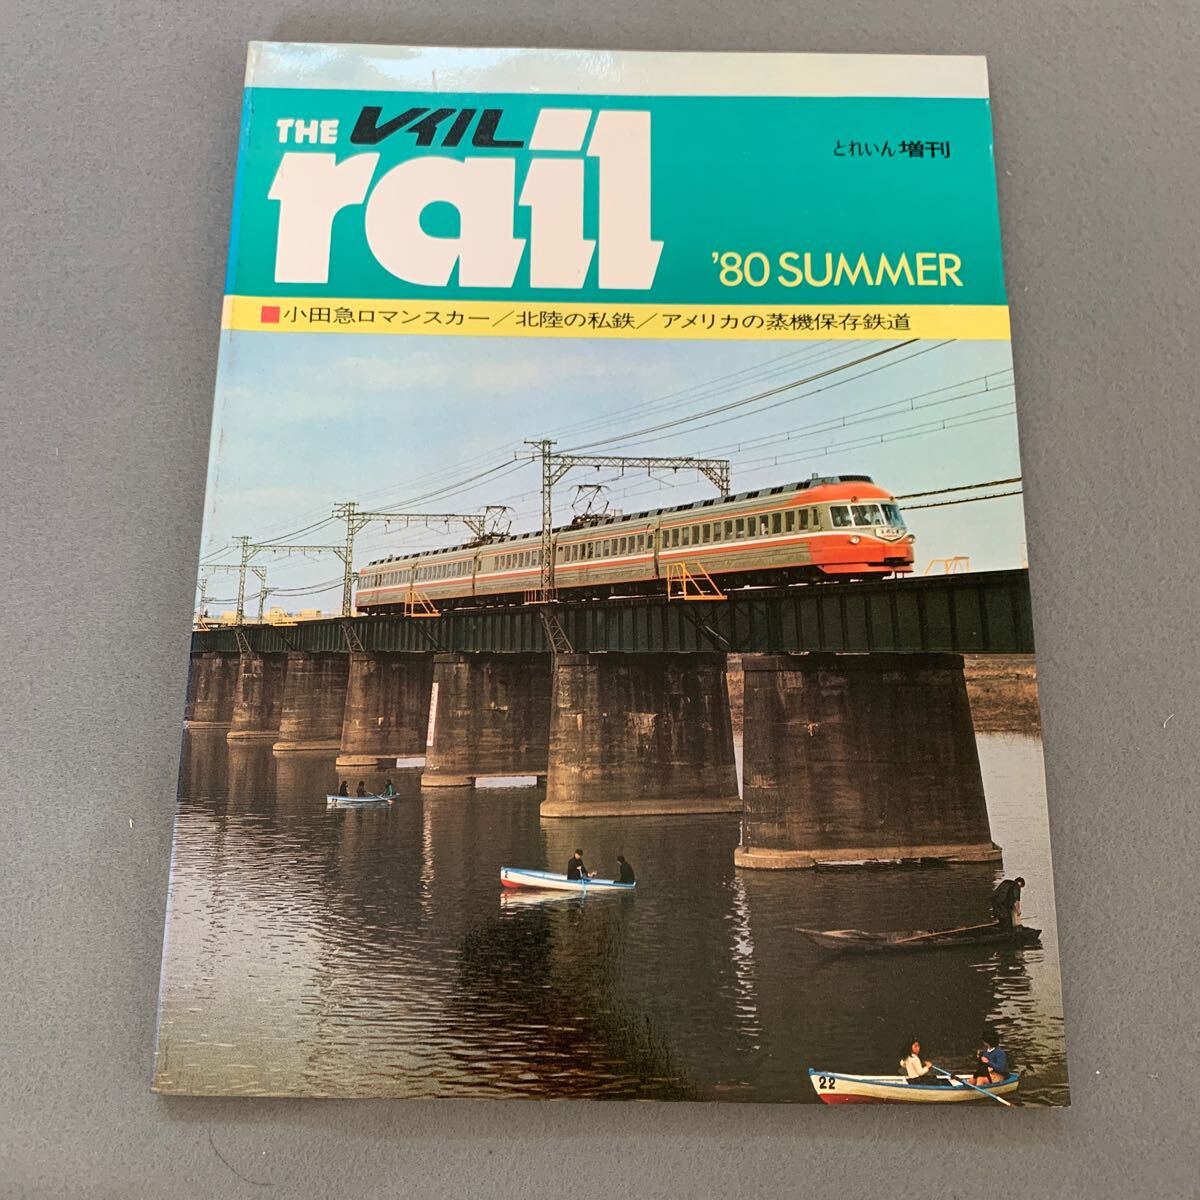 THE レイル
rail
とれいん増刊
'80 SUMMER
■小田急ロマンスカー／北陸の私鉄／アメリカの蒸機保存鉄道
22